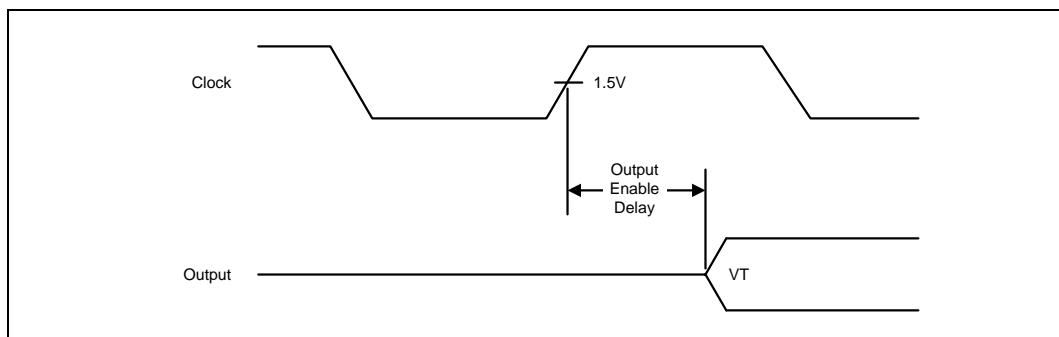 Clock
1.5V
Output
Enable
Delay
Output
VT